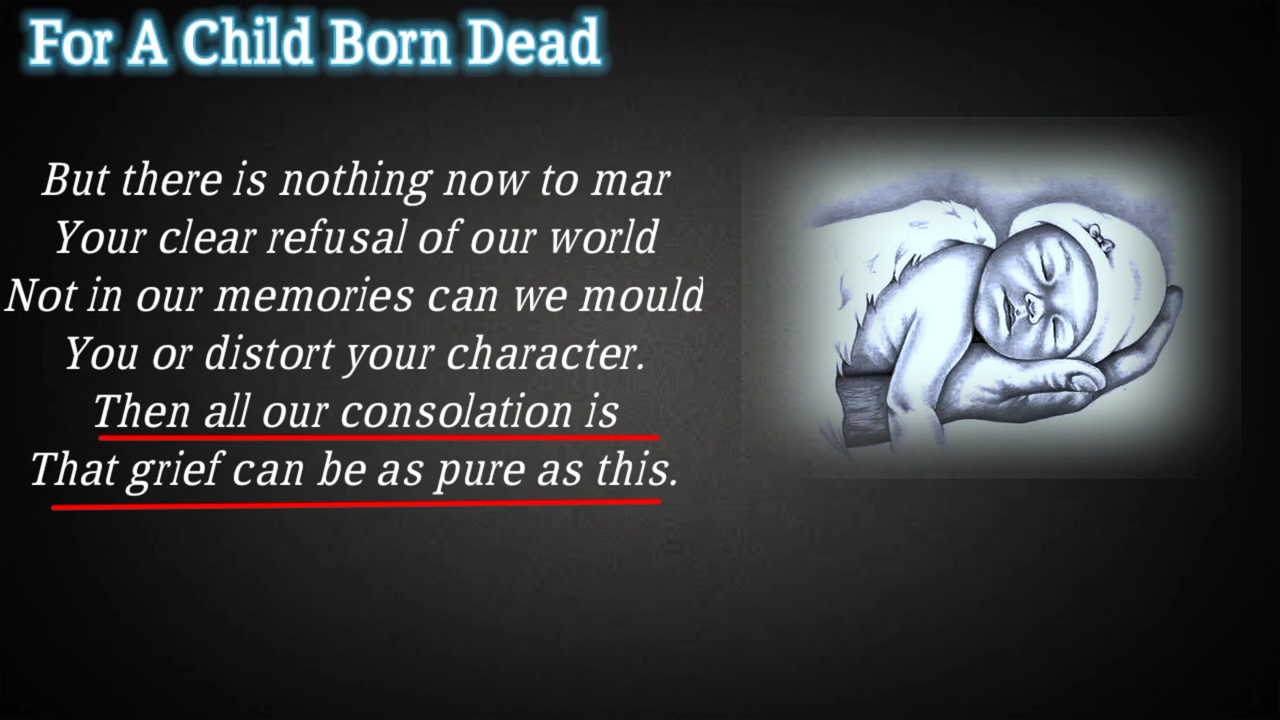 For A Child Born Dead
But there is nothing now to mar
Your clear refusal of our world
Not in our memories can we mould
You or distort your character.
Then all our consolation is
That grief can be as pure as this.